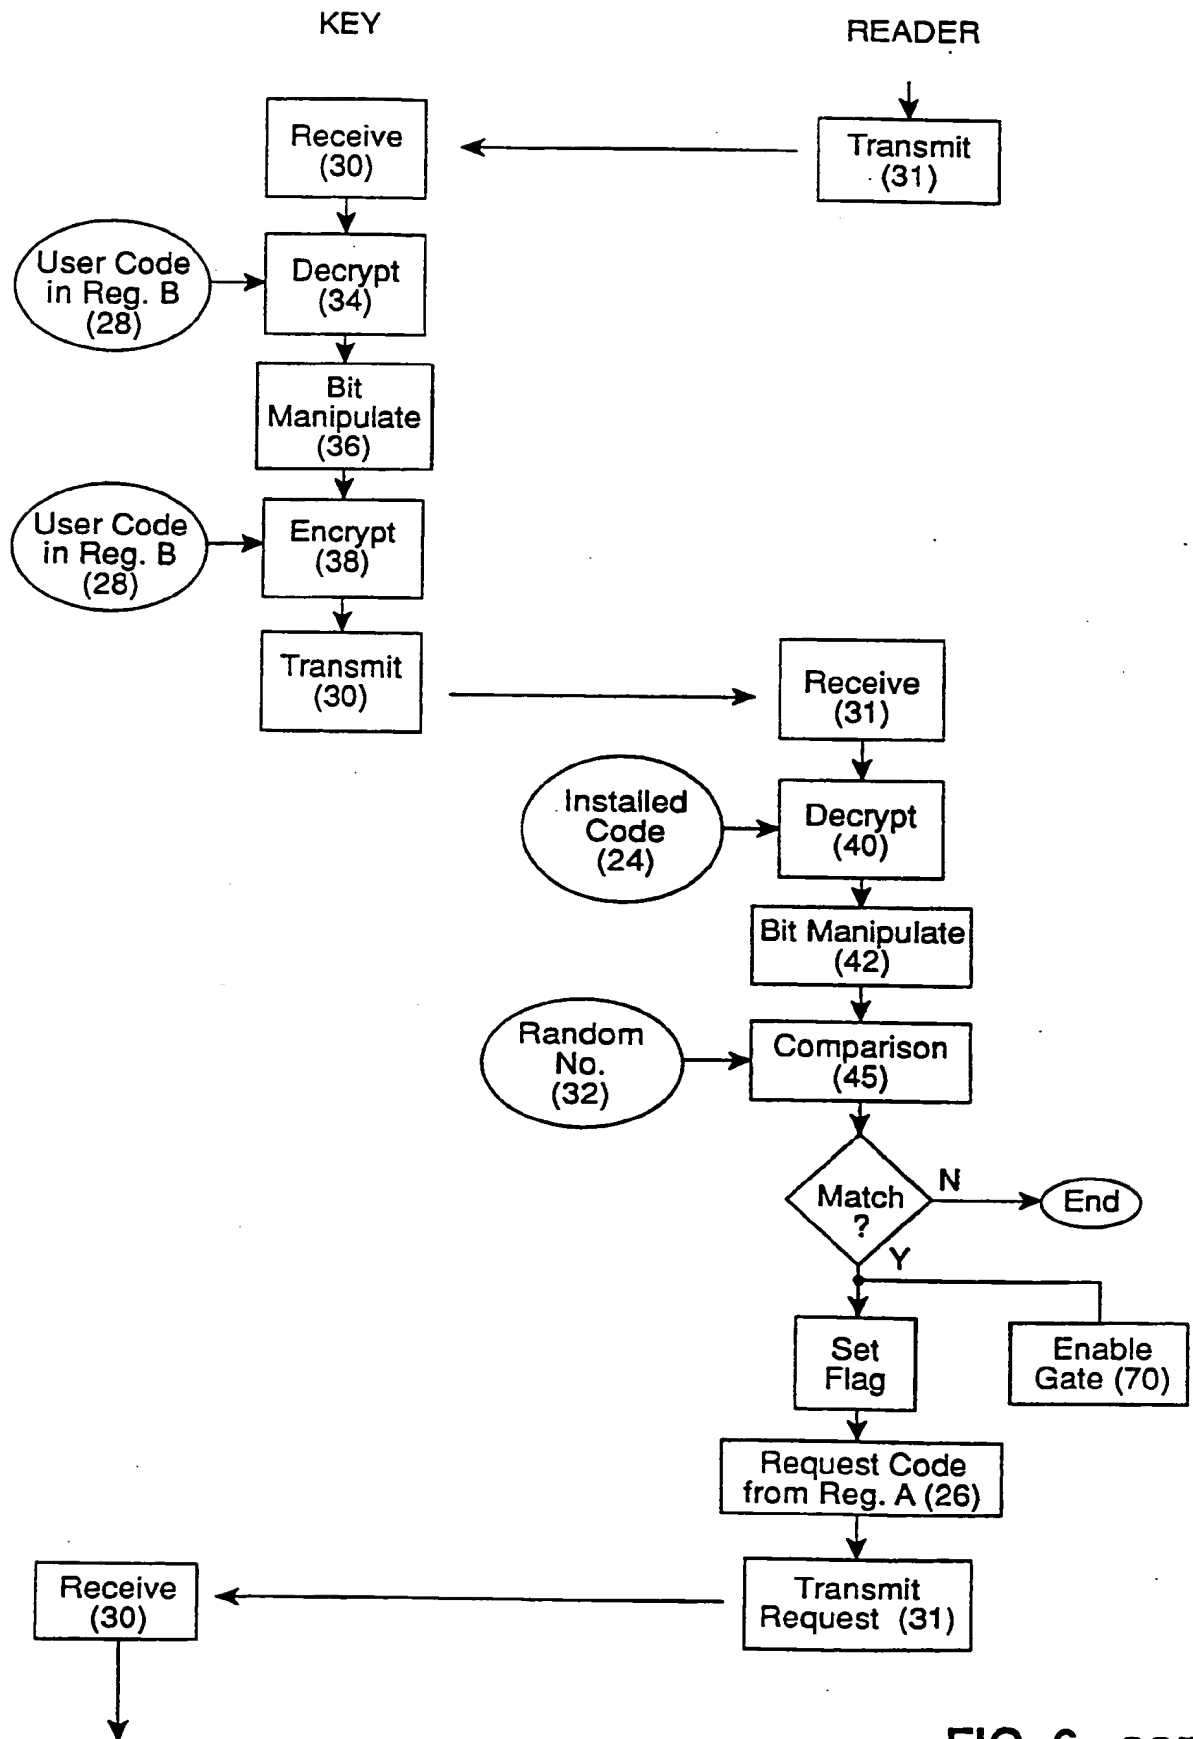 KEY
READER
Receive
(30)
Transmit
(31)
User Code
in Reg. B
(28)
Decrypt
(34)
Bit
Manipulate
(36)
User Code
in Reg. B
(28)
Encrypt
(38)
Transmit
(30)
Receive
(31)
Installed
Code
(24)
Decrypt
(40)
Bit Manipulate
(42)
Random
No.
(32)
Comparison
(45)
Match
?
N
End
Y
Set
Flag
Enable
Gate (70)
Request Code
from Reg. A (26)
Transmit
Request (31)
Receive
(30)